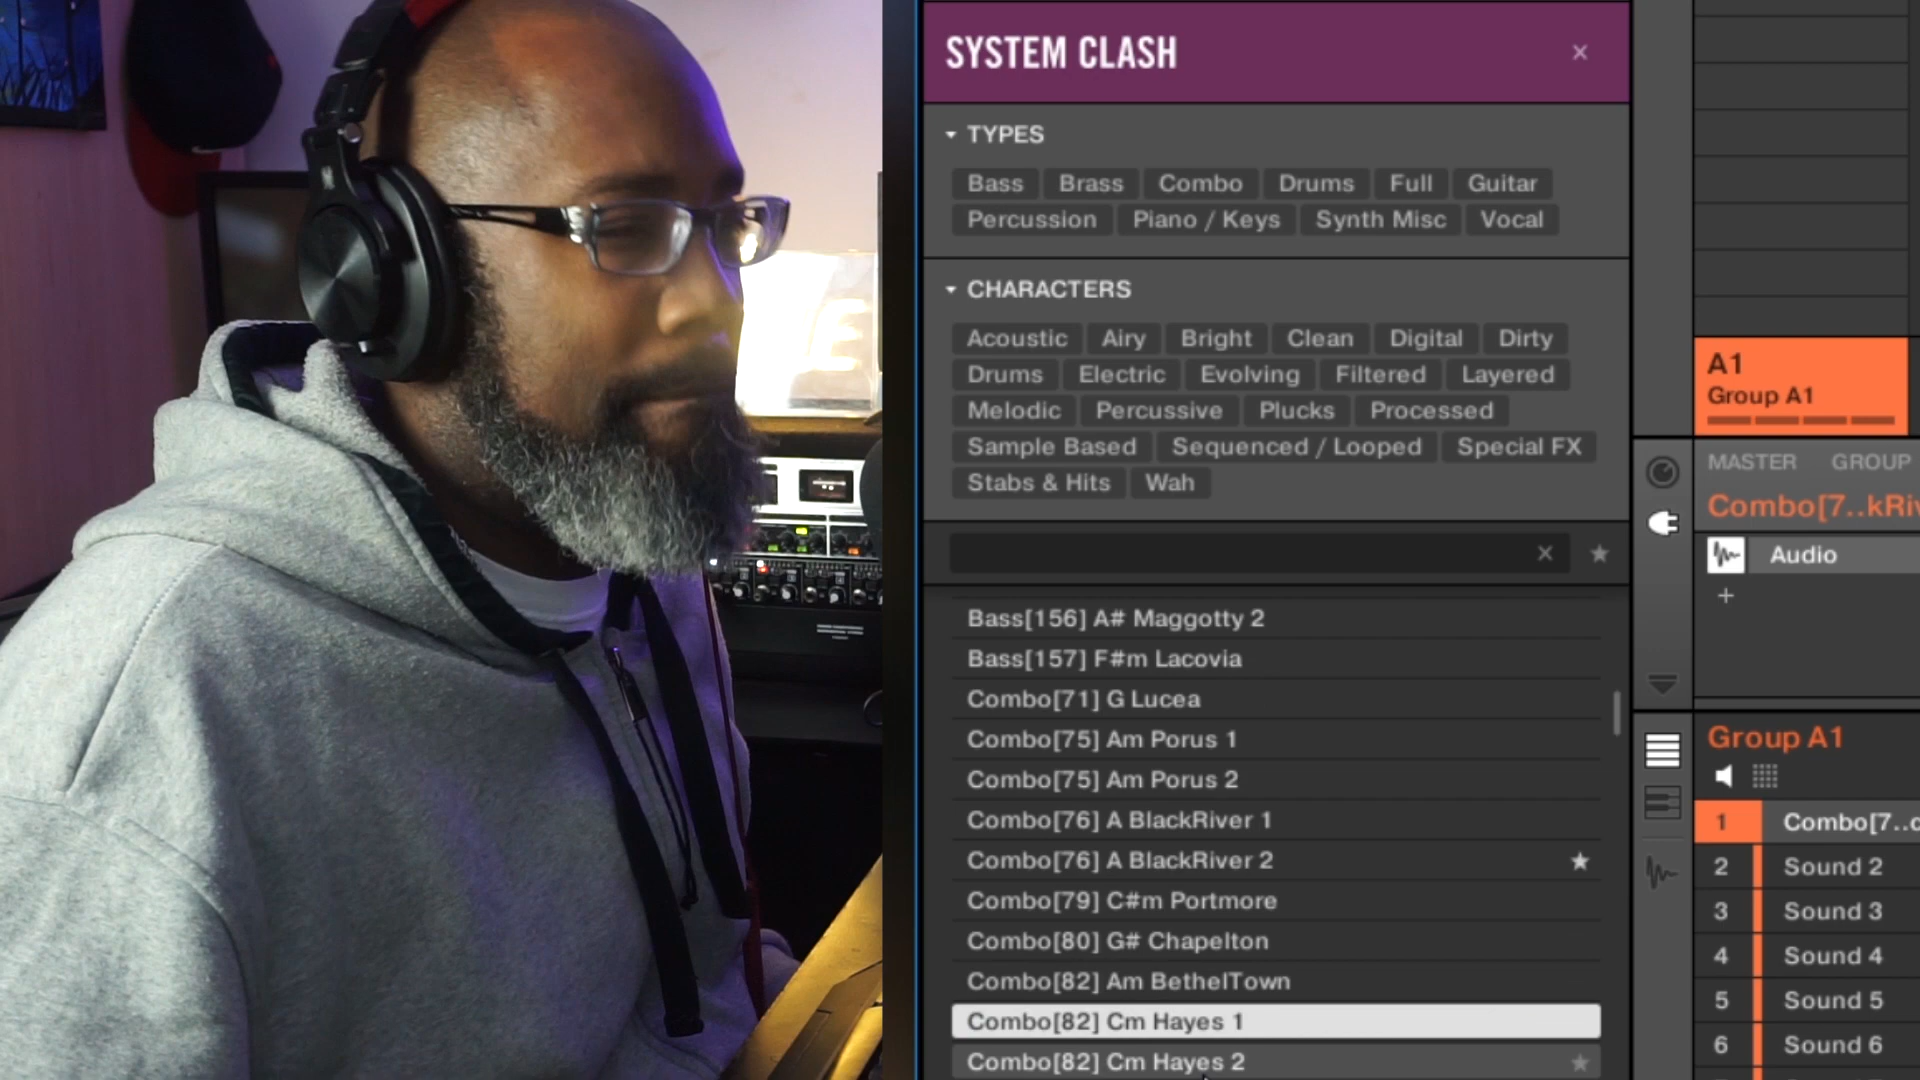 SYSTEM CLASH
TYPES
Bass Brass Combo Drums Full Guitar
Percussion Piano / Keys Synth Misc Vocal
CHARACTERS
Acoustic Airy Bright Clean Digital Dirty
Drums Electric Evolving Filtered Layered
Melodic Percussive Plucks Processed
Sample Based Sequenced / Looped Special FX
Stabs & Hits Wah
Bass[156] A# Maggotty 2
Bass[157] F#m Lacovia
Combo[71] G Lucea
Combo[75] Am Porus 1
Combo[75] Am Porus 2
Combo[76] A BlackRiver 1
Combo[76] A BlackRiver 2
Combo[79] C#m Portmore
Combo[80] G# Chapelton
Combo[82] Am BethelTown
Combo[82] Cm Hayes 1
Combo[82] Cm Hayes 2
A1
Group A1
MASTER GROUP
Combo[7..kRiv
Audio
Group A1
1 Combo[7..c
2 Sound 2
3 Sound 3
4 Sound 4
5 Sound 5
6 Sound 6